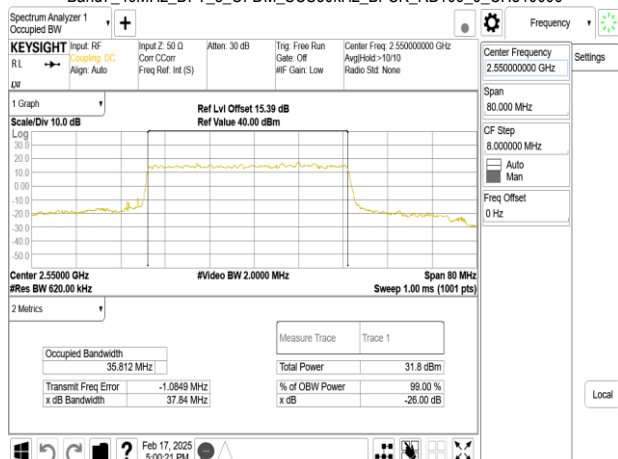 Spectrum Analyzer 1
Occupied BW
Frequency
KEYSIGHT
RL
Input: RF
Coupling: DC
Align: Auto
Input Z: 50 Ω
Corr CCorr
Freq Ref: Int (S)
Atten: 30 dB
Trig: Free Run
Gate: Off
#IF Gain: Low
Center Freq: 2.550000000 GHz
Avg|Hold:>10/10
Radio Std: None
Center Frequency
2.550000000 GHz
Settings
Span
80.000 MHz
CF Step
8.000000 MHz
Auto
Man
Freq Offset
0 Hz
1 Graph
Scale/Div 10.0 dB
Ref Lvl Offset 15.39 dB
Ref Value 40.00 dBm
Log
30.0
20.0
10.0
0.00
-10.0
-20.0
-30.0
-40.0
-50.0
Center 2.55000 GHz
#Video BW 2.0000 MHz
Span 80 MHz
#Res BW 620.00 kHz
Sweep 1.00 ms (1001 pts)
2 Metrics
Measure Trace
Trace 1
Occupied Bandwidth
35.812 MHz
Total Power
31.8 dBm
Transmit Freq Error
-1.0849 MHz
% of OBW Power
99.00 %
x dB Bandwidth
37.84 MHz
x dB
-26.00 dB
Local
Feb 17, 2025
5:00:21 PM